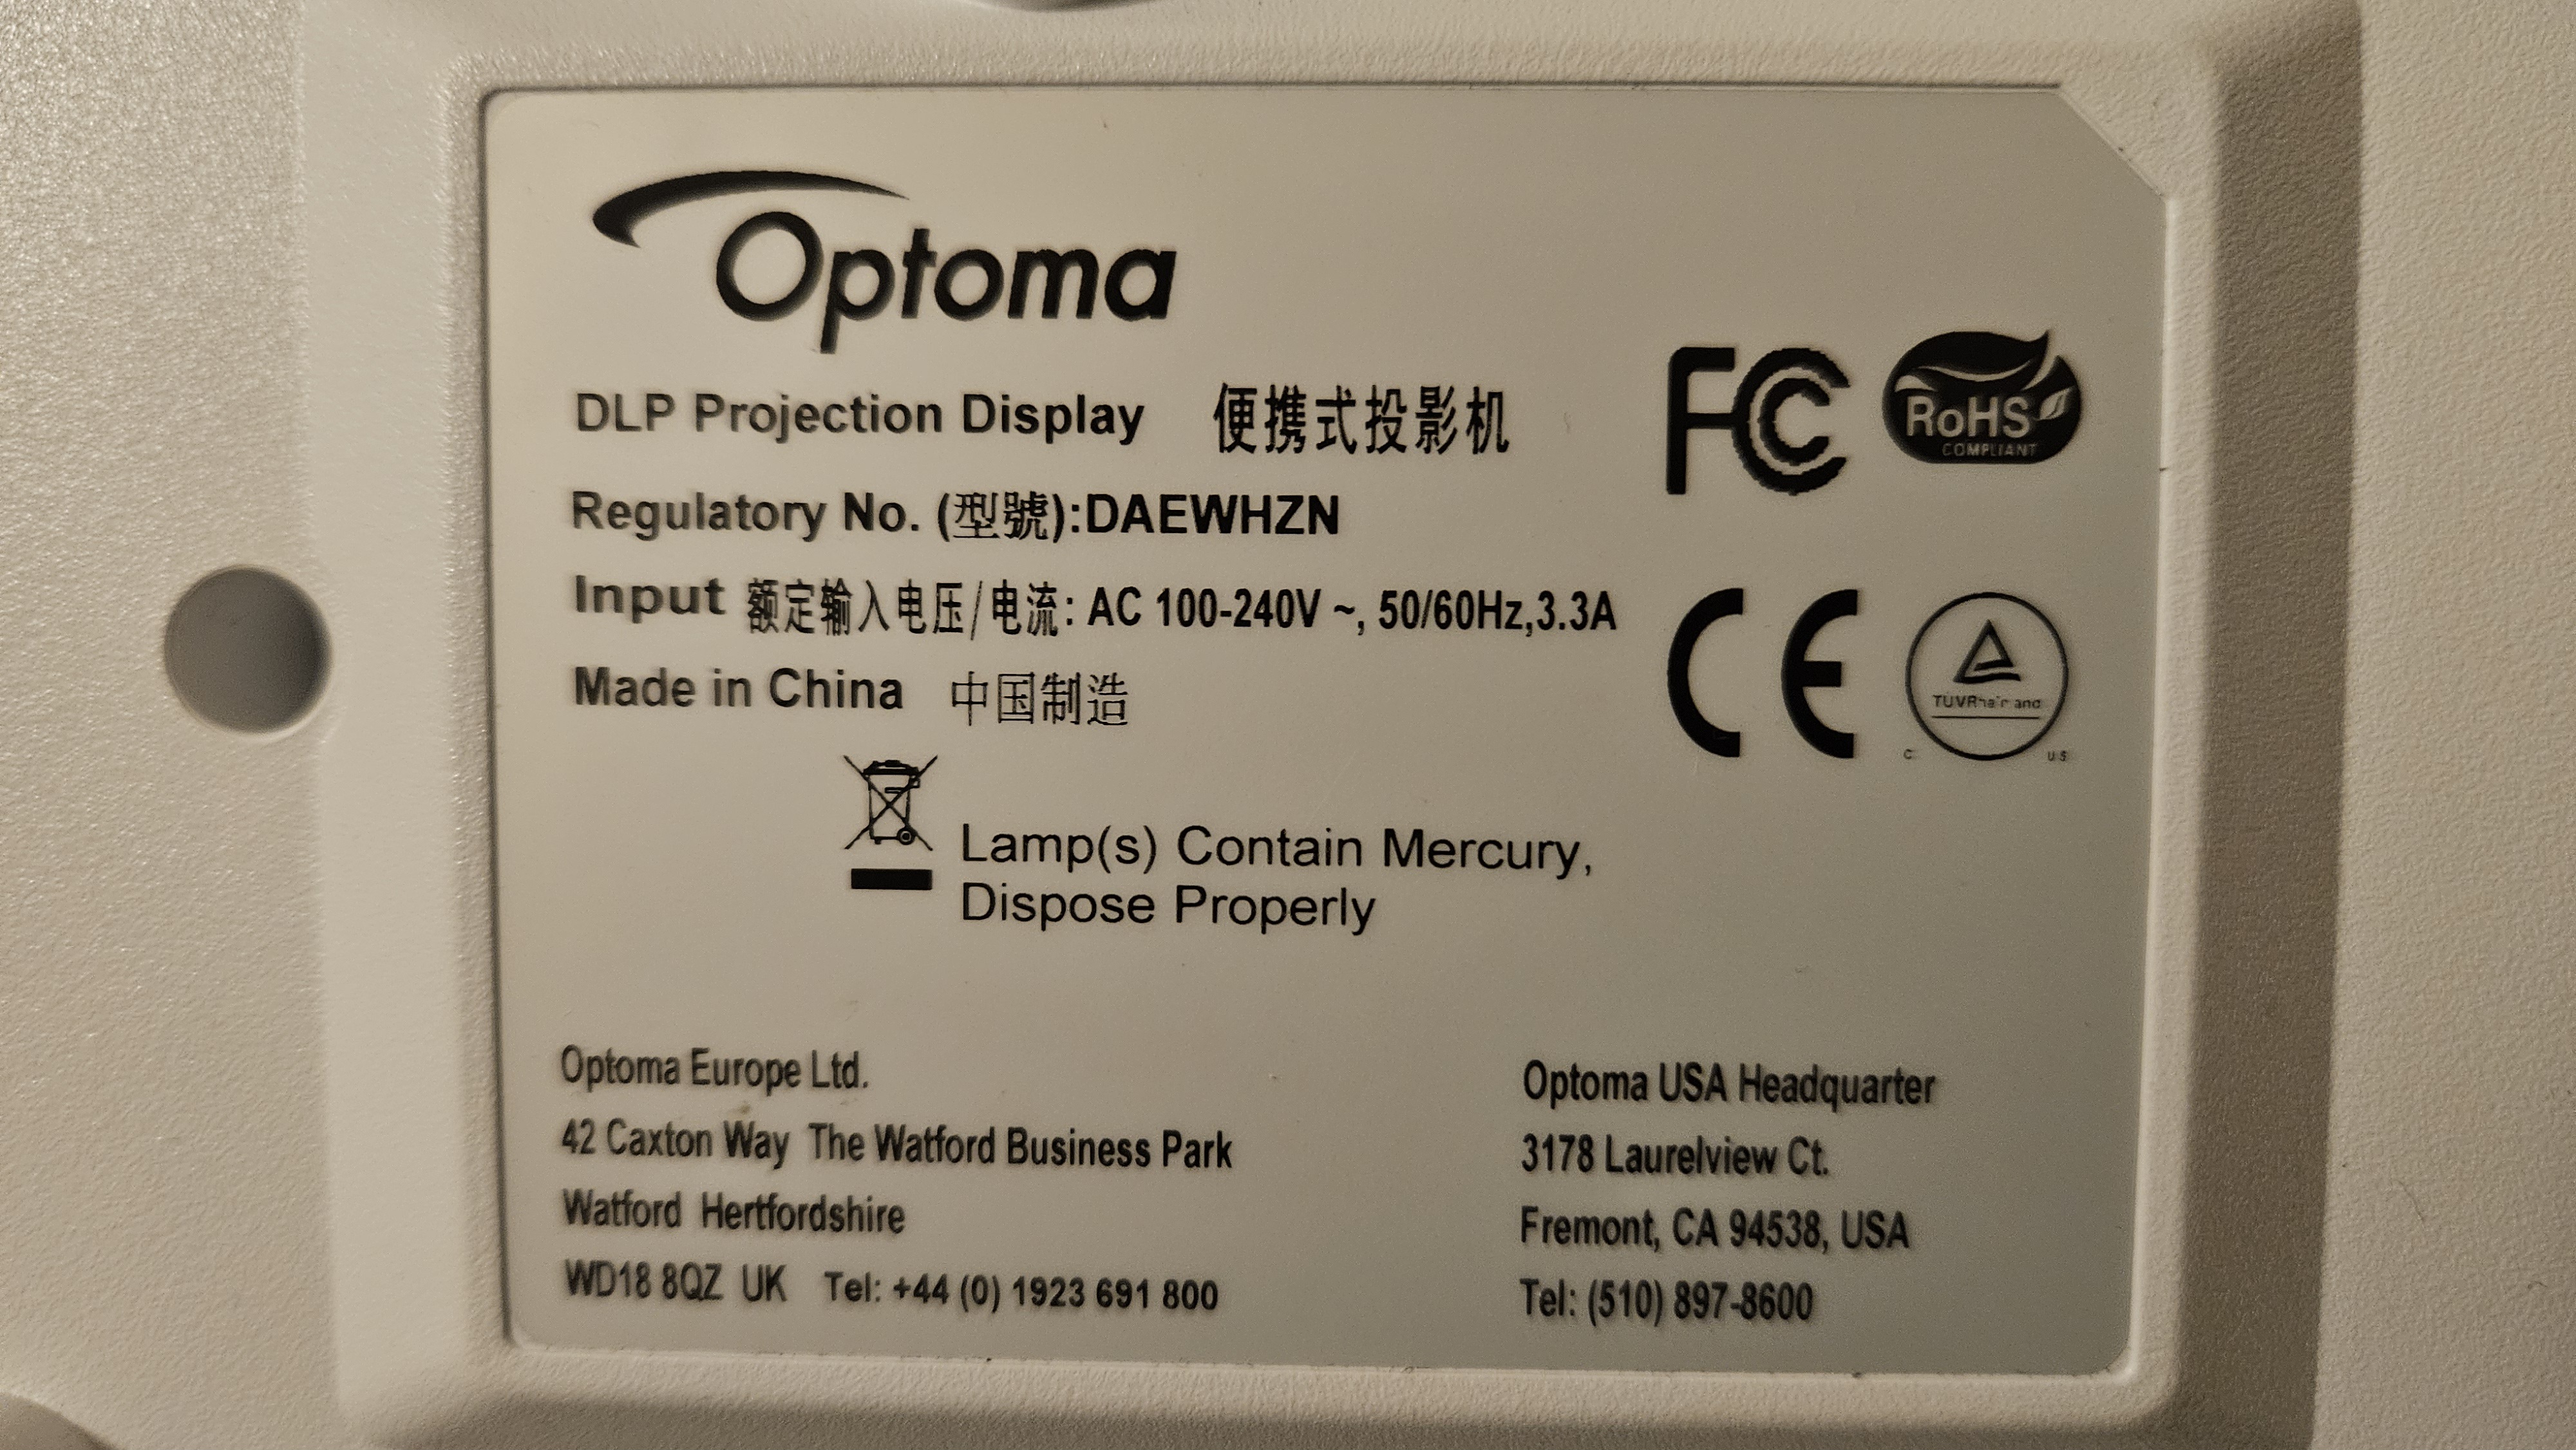 Optoma
DLP Projection Display 便携式投影机
Regulatory No. (型號):DAEWHZN
Input 额定输入电压/电流: AC 100-240V ~, 50/60Hz,3.3A
Made in China 中国制造
FC
RoHS
COMPLIANT
CE
c us
Lamp(s) Contain Mercury,
Dispose Properly
Optoma Europe Ltd.
42 Caxton Way The Watford Business Park
Watford Hertfordshire
WD18 8QZ UK Tel: +44 (0) 1923 691 800
Optoma USA Headquarter
3178 Laurelview Ct.
Fremont, CA 94538, USA
Tel: (510) 897-8600